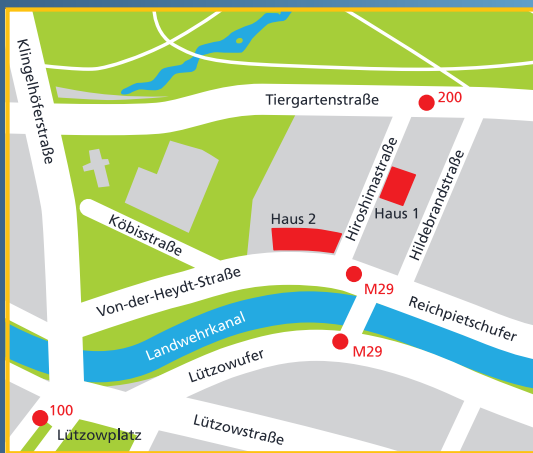 Klingelhöferstraße
Tiergartenstraße
200
Hiroshimastraße
Hildebrandstraße
Haus 1
Haus 2
Köbisstraße
Von-der-Heydt-Straße
M29
Reichpietschufer
Landwehrkanal
M29
Lützowufer
100
Lützowplatz
Lützowstraße